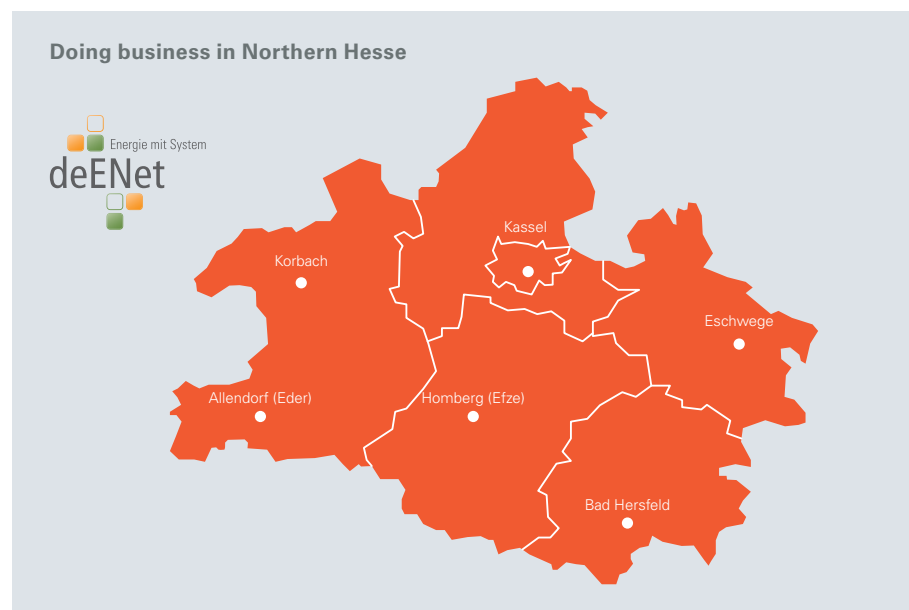 Doing business in Northern Hesse
Energie mit System
deENet
Kassel
Korbach
Eschwege
Allendorf (Eder)
Homberg (Efze)
Bad Hersfeld